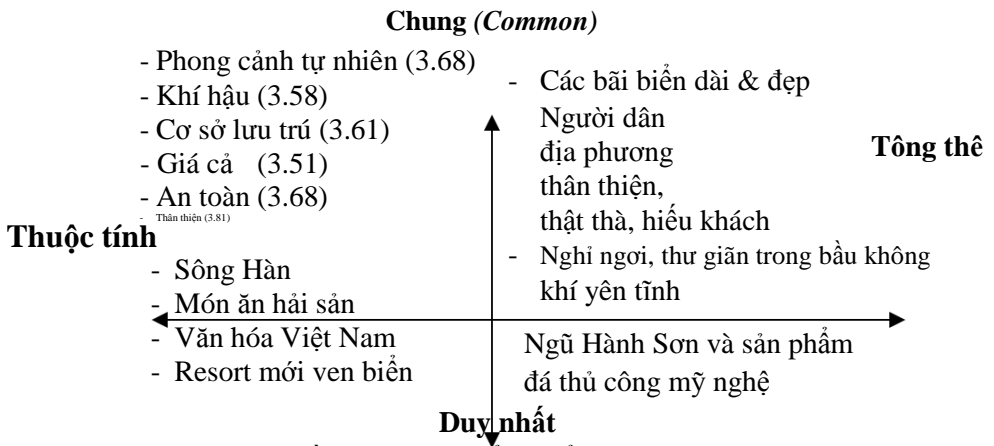 Chung (Common)
- Phong cảnh tự nhiên (3.68)
- Khí hậu (3.58)
- Cơ sở lưu trú (3.61)
- Giá cả (3.51)
- An toàn (3.68)
- Thân thiện (3.81)
- Các bãi biển dài & đẹp
Người dân
địa phương
thân thiện,
thật thà, hiếu khách
- Nghỉ ngơi, thư giãn trong bầu không
khí yên tĩnh
Tông thê
Thuộc tính
- Sông Hàn
- Món ăn hải sản
- Văn hóa Việt Nam
- Resort mới ven biển
Ngũ Hành Sơn và sản phẩm
đá thủ công mỹ nghệ
Duy nhất